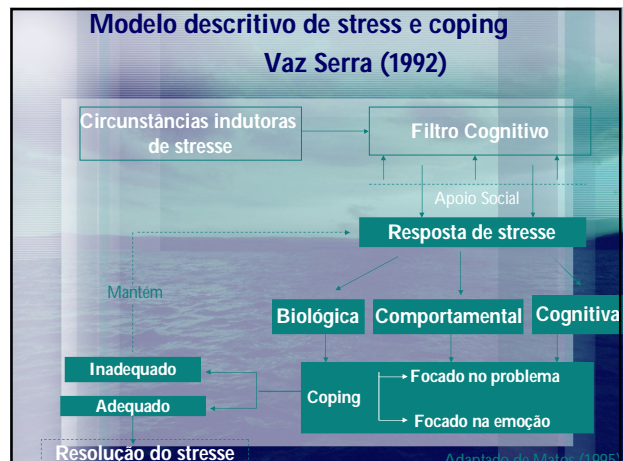 Modelo descritivo de stress e coping
Vaz Serra (1992)
Circunstâncias indutoras
de stresse
Filtro Cognitivo
Apoio Social
Resposta de stresse
Mantém
Biológica
Comportamental
Cognitiva
Inadequado
Adequado
Coping
Focado no problema
Focado na emoção
Resolução do stresse
Adaptado de Matos (1995)